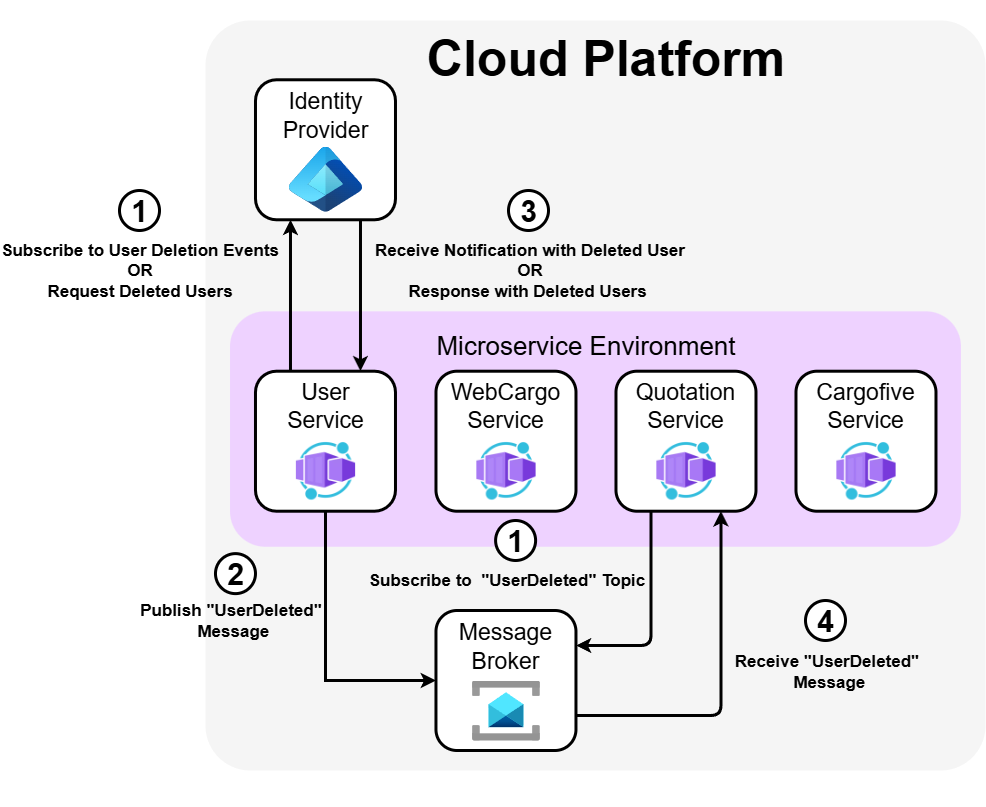 Cloud Platform
Identity
Provider
1
Subscribe to User Deletion Events
OR
Request Deleted Users
3
Receive Notification with Deleted User
OR
Response with Deleted Users
Microservice Environment
User
Service
WebCargo
Service
Quotation
Service
Cargofive
Service
1
Subscribe to  "UserDeleted" Topic
2
Publish "UserDeleted"
Message
Message
Broker
4
Receive "UserDeleted"
Message